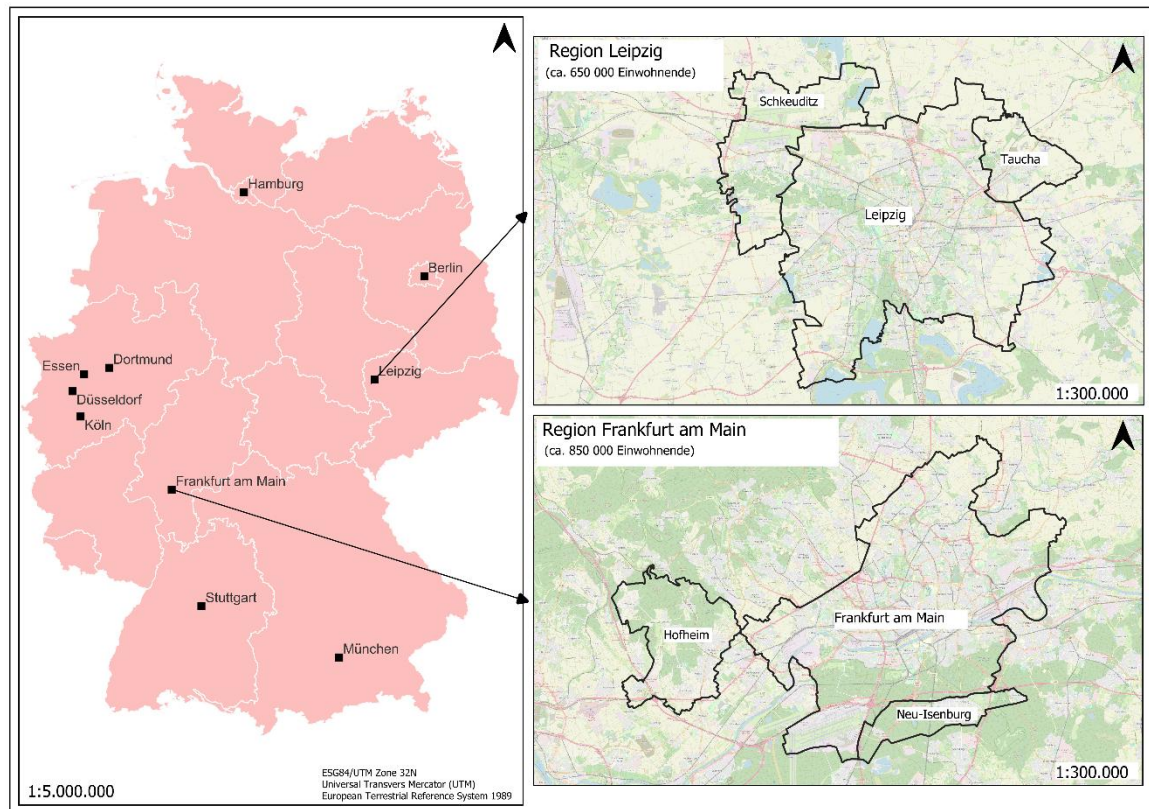 Hamburg
Berlin
Dortmund
Essen
Düsseldorf
Köln
Leipzig
Frankfurt am Main
Stuttgart
München
1:5.000.000
ESG84/UTM Zone 32N
Universal Transvers Mercator (UTM)
European Terrestrial Reference System 1989
Region Leipzig
(ca. 650 000 Einwohnende)
Schkeuditz
Taucha
Leipzig
1:300.000
Region Frankfurt am Main
(ca. 850 000 Einwohnende)
Hofheim
Frankfurt am Main
Neu-Isenburg
1:300.000